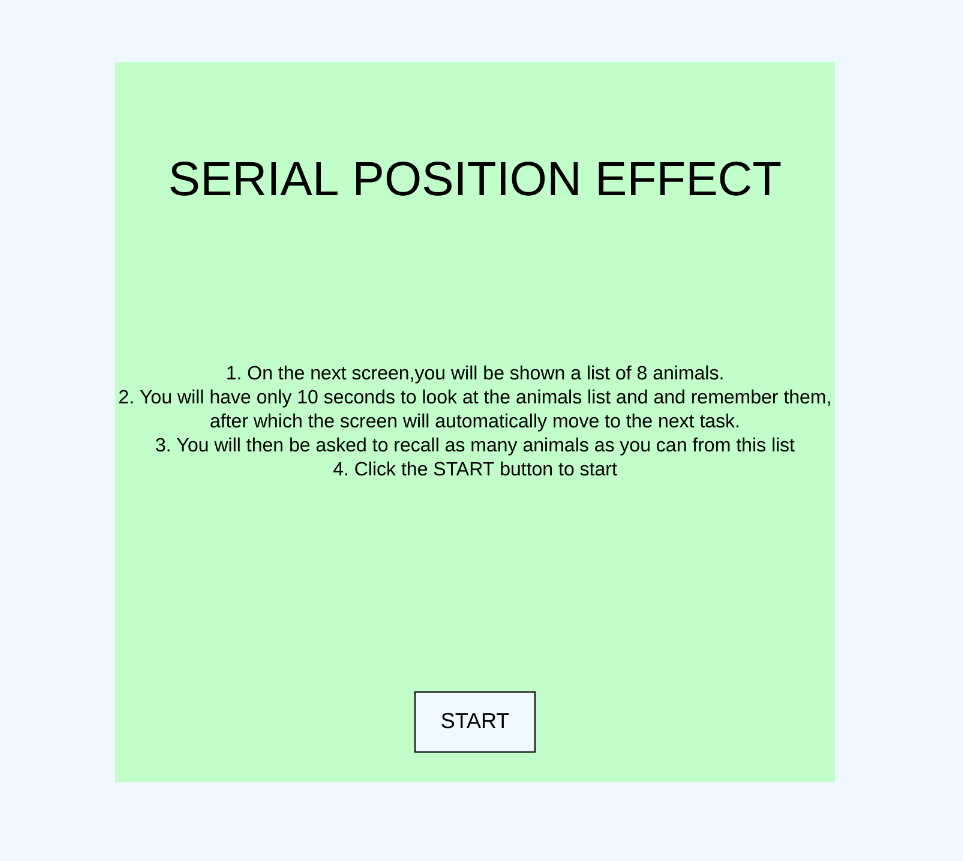 SERIAL POSITION EFFECT
1. On the next screen,you will be shown a list of 8 animals.
2. You will have only 10 seconds to look at the animals list and and remember them,
after which the screen will automatically move to the next task.
3. You will then be asked to recall as many animals as you can from this list
4. Click the START button to start
START